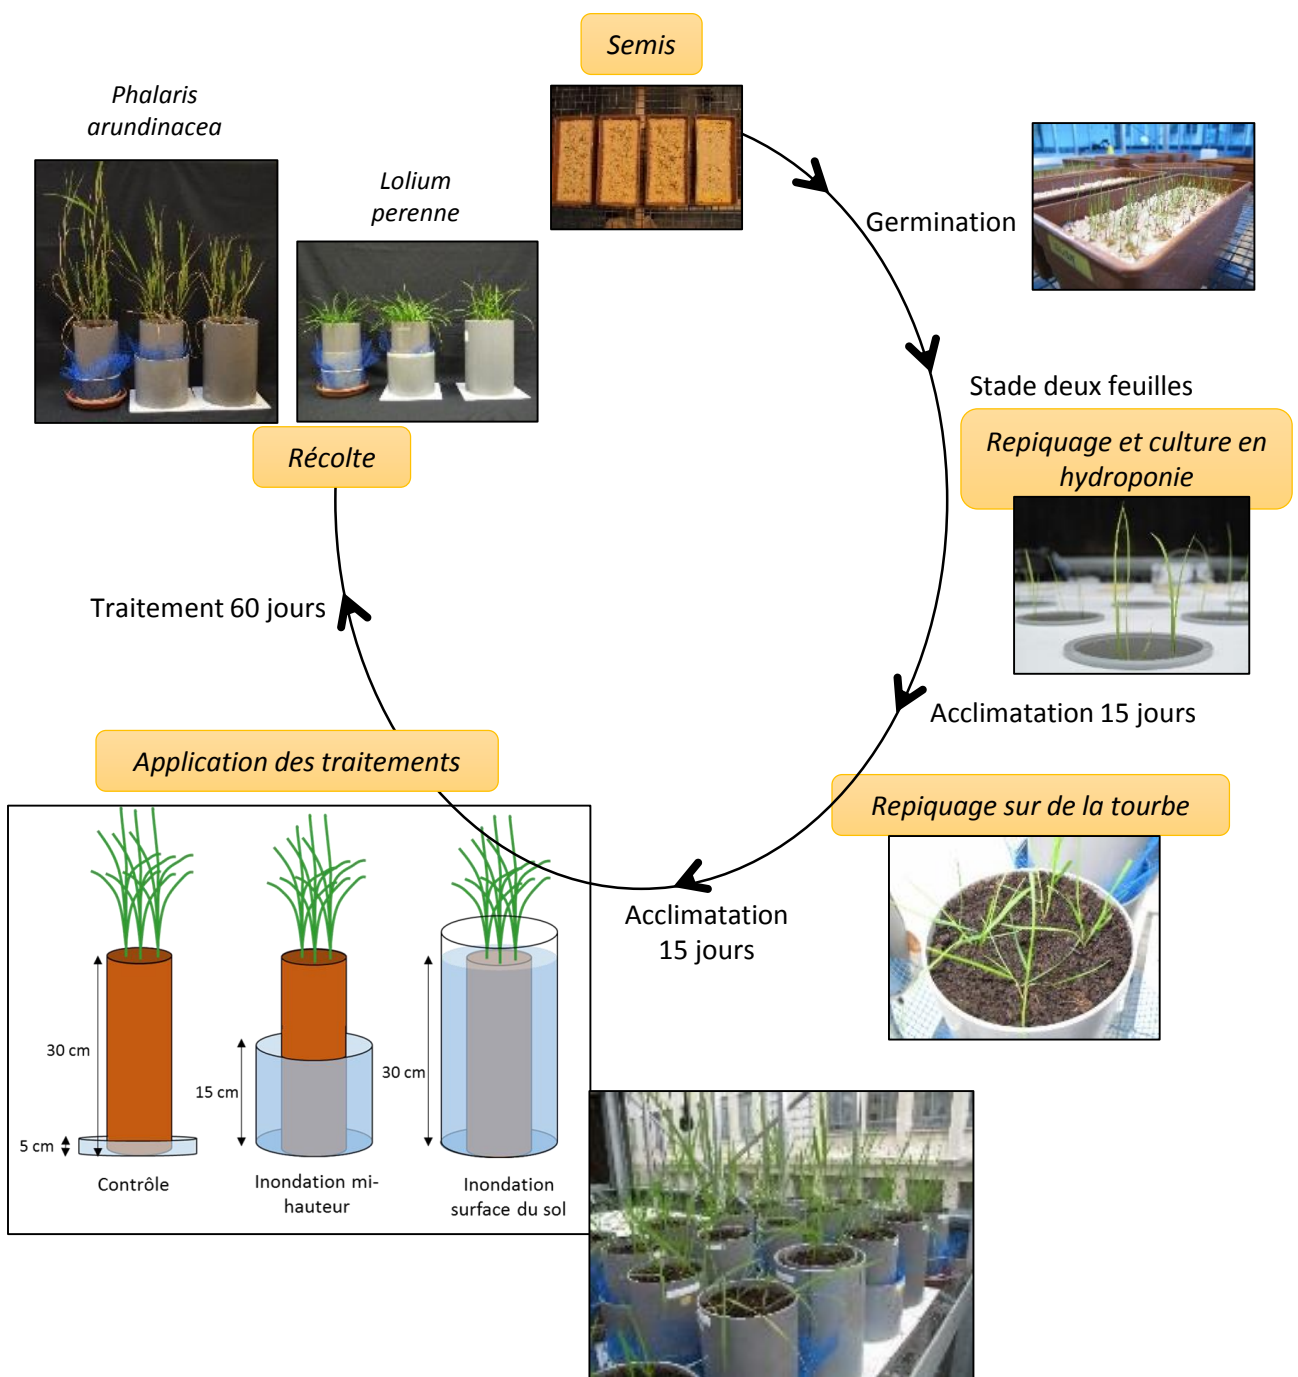 Semis
Phalaris
arundinacea
Lolium
perenne
Germination
Stade deux feuilles
Repiquage et culture en
hydroponie
Récolte
Traitement 60 jours
Acclimatation 15 jours
Application des traitements
Repiquage sur de la tourbe
Acclimatation
15 jours
30 cm
15 cm
30 cm
5 cm
Contrôle
Inondation mi-
hauteur
Inondation
surface du sol